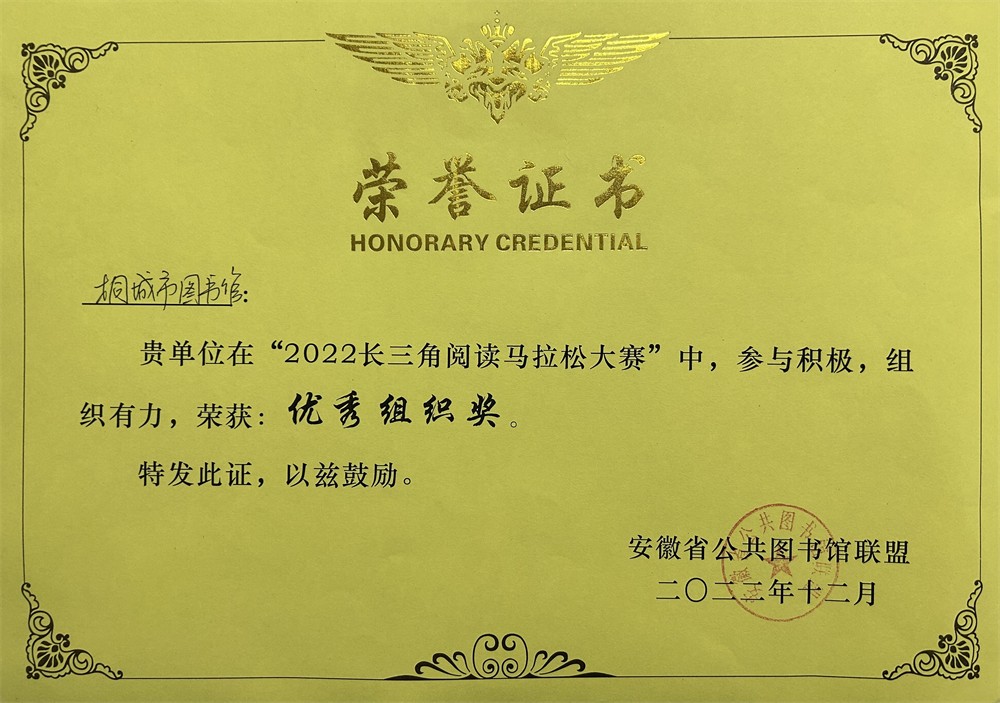 荣誉证书
HONORARY CREDENTIAL
桐城市图书馆:
贵单位在“2022长三角阅读马拉松大赛”中，参与积极，组
织有力，荣获：优秀组织奖。
特发此证，以兹鼓励。
安徽省公共图书馆联盟
二〇二二年十二月